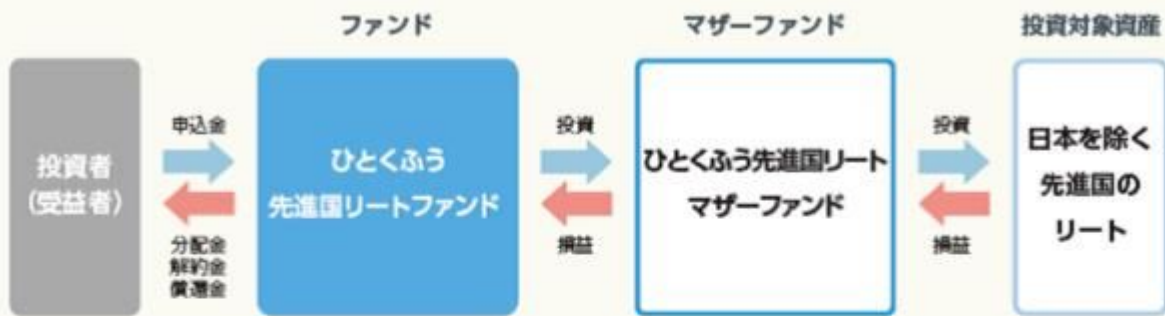 ファンド
マザーファンド
投資対象資産
投資者
(受益者)
申込金
分配金
解約金
償還金
ひとくふう
先進国リートファンド
投資
損益
ひとくふう先進国リート
マザーファンド
投資
損益
日本を除く
先進国の
リート